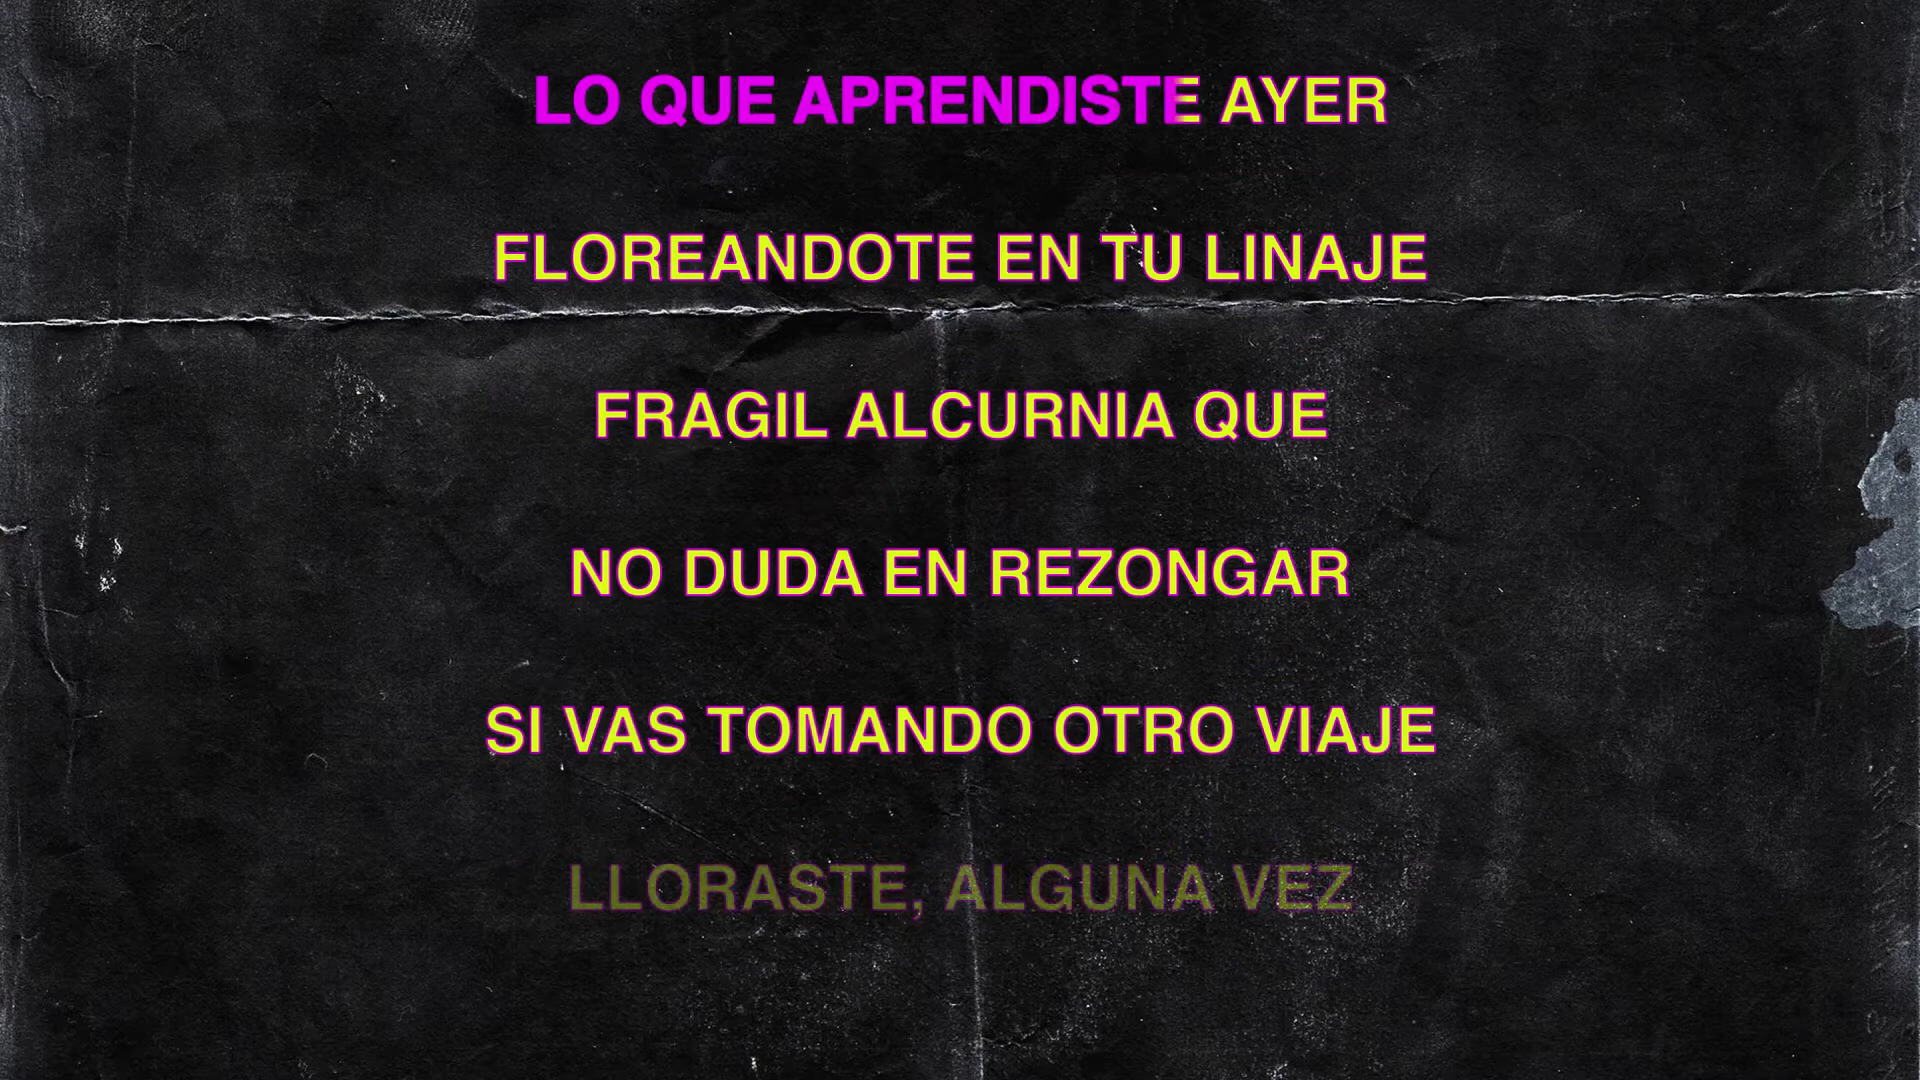 LO QUE APRENDISTE AYER
FLOREANDOTE EN TU LINAJE
FRAGIL ALCURNIA QUE
NO DUDA EN REZONGAR
SI VAS TOMANDO OTRO VIAJE
LLORASTE, ALGUNA VEZ